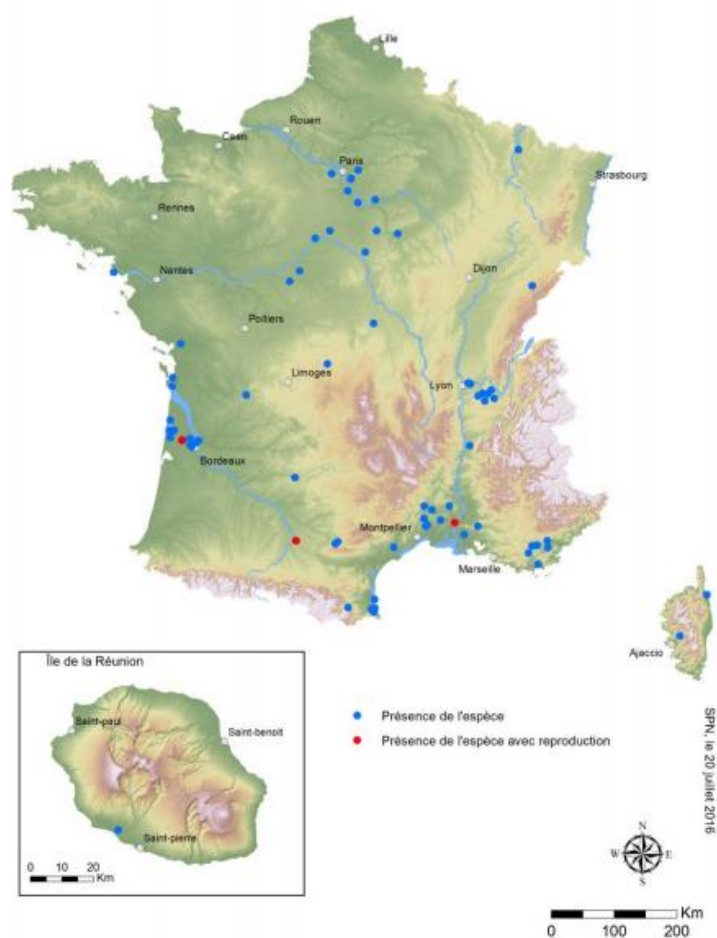 Lille
Rouen
Caen
Paris
Strasbourg
Rennes
Nantes
Dijon
Poitiers
Limoges
Lyon
Bordeaux
Montpellier
Marseille
Ajaccio
Île de la Réunion
Saint-paul
Saint-benoit
Saint-pierre
0 10 20
Km
Présence de l'espèce
Présence de l'espèce avec reproduction
SPN, le 20 juillet 2016
N
W E
S
Km
0 100 200